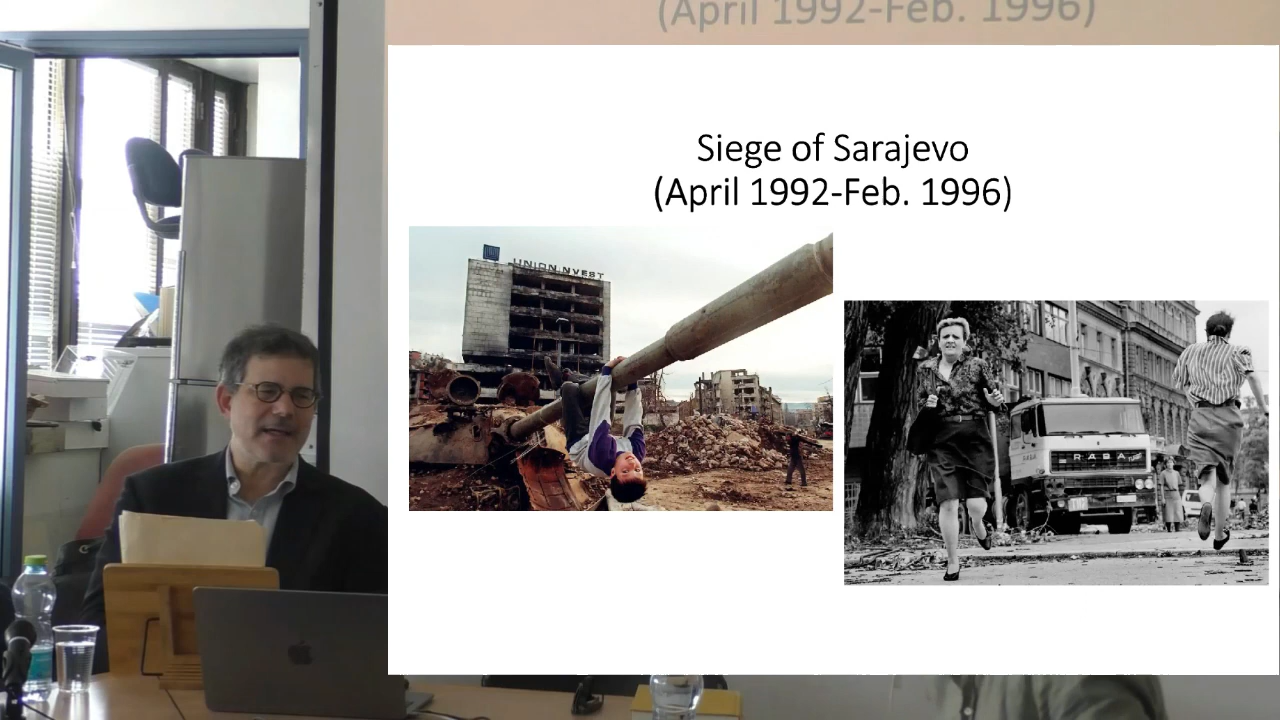 (April 1992-Feb. 1996)
Siege of Sarajevo
(April 1992-Feb. 1996)
UNION NVEST
RABA